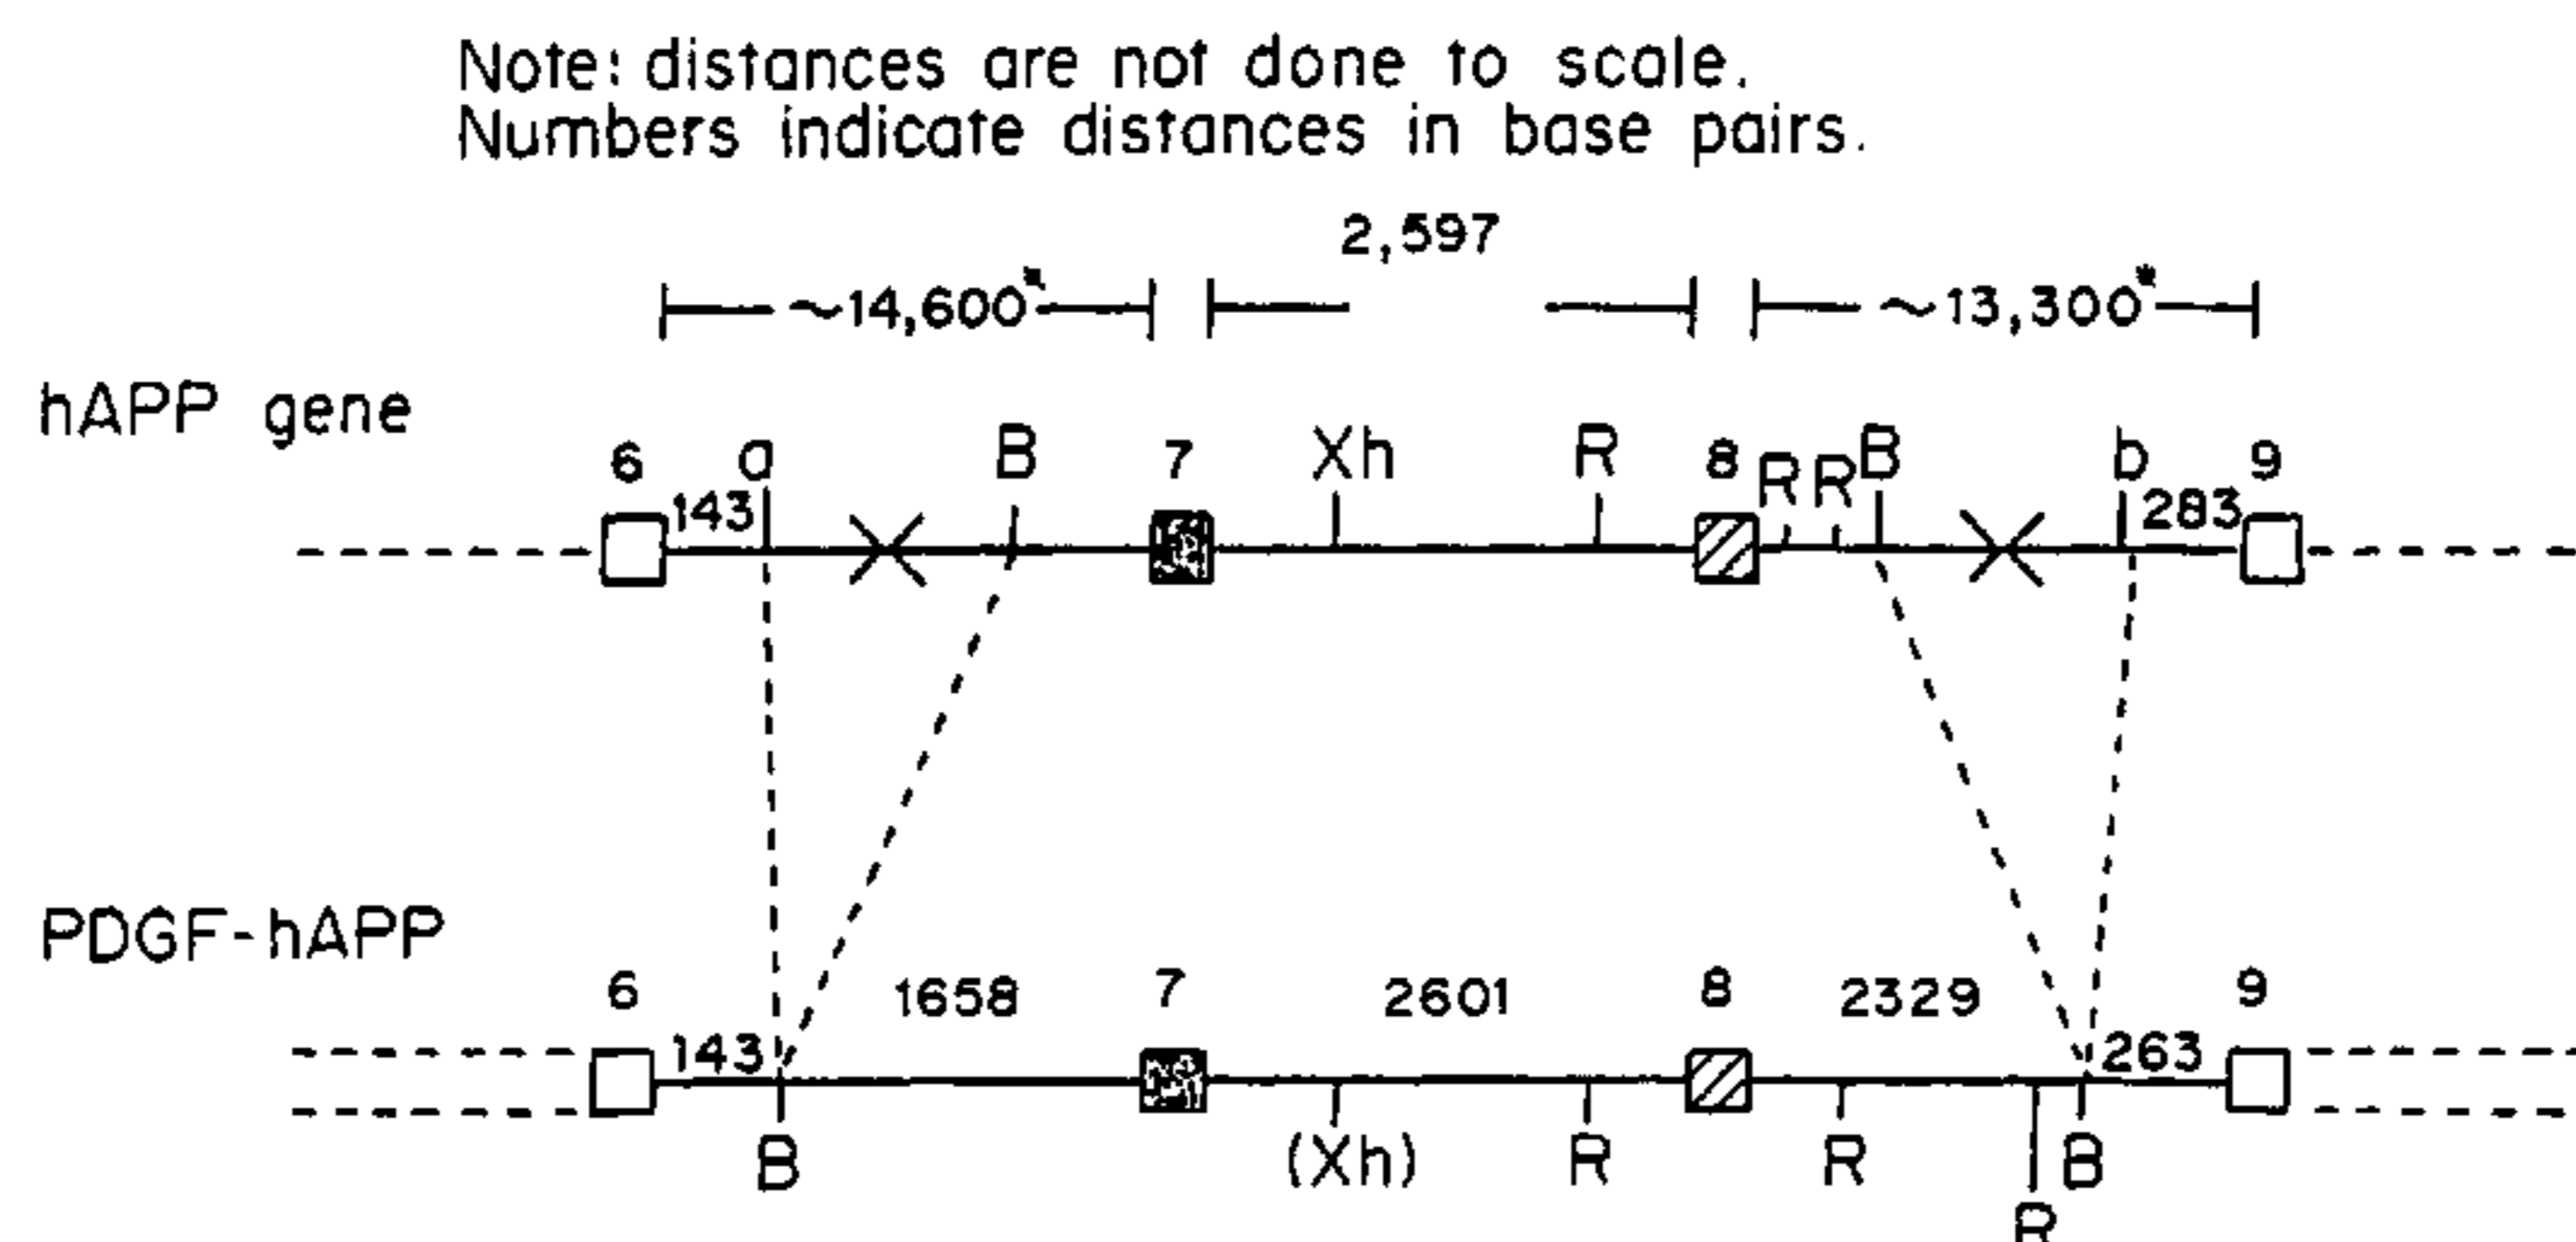 Note: distances are not done to scale.
Numbers indicate distances in base pairs.
2,597
~14,600* ~13,300*
hAPP gene
6 a B 7 Xh R 8 R R B b 9
143 283
PDGF-hAPP
6 1658 7 2601 8 2329 9
143 263
B (Xh) R R B
R